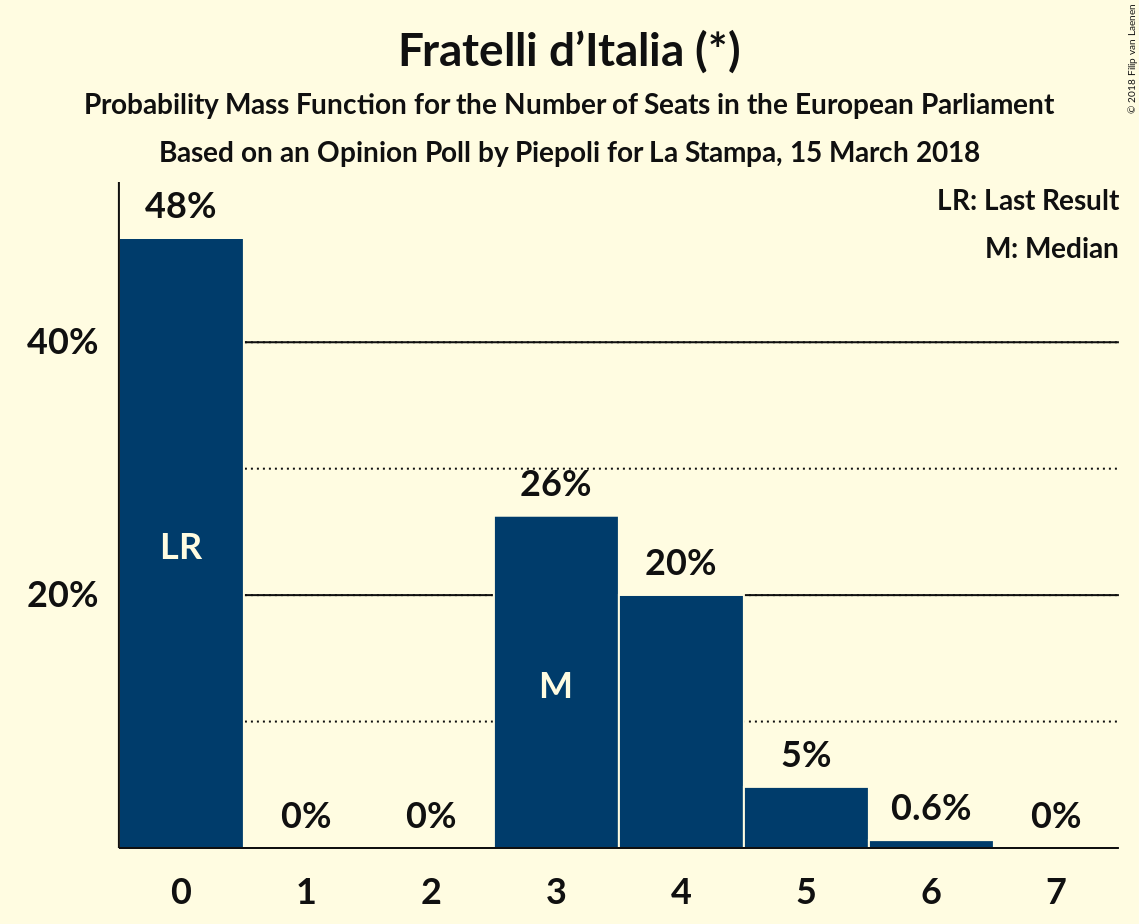 Fratelli d’Italia (*)
Probability Mass Function for the Number of Seats in the European Parliament
Based on an Opinion Poll by Piepoli for La Stampa, 15 March 2018
© 2018 Filip van Laenen
LR: Last Result
M: Median
48%
40%
26%
20%
20%
5%
0.6%
0%
0%
0%
LR
M
0 1 2 3 4 5 6 7